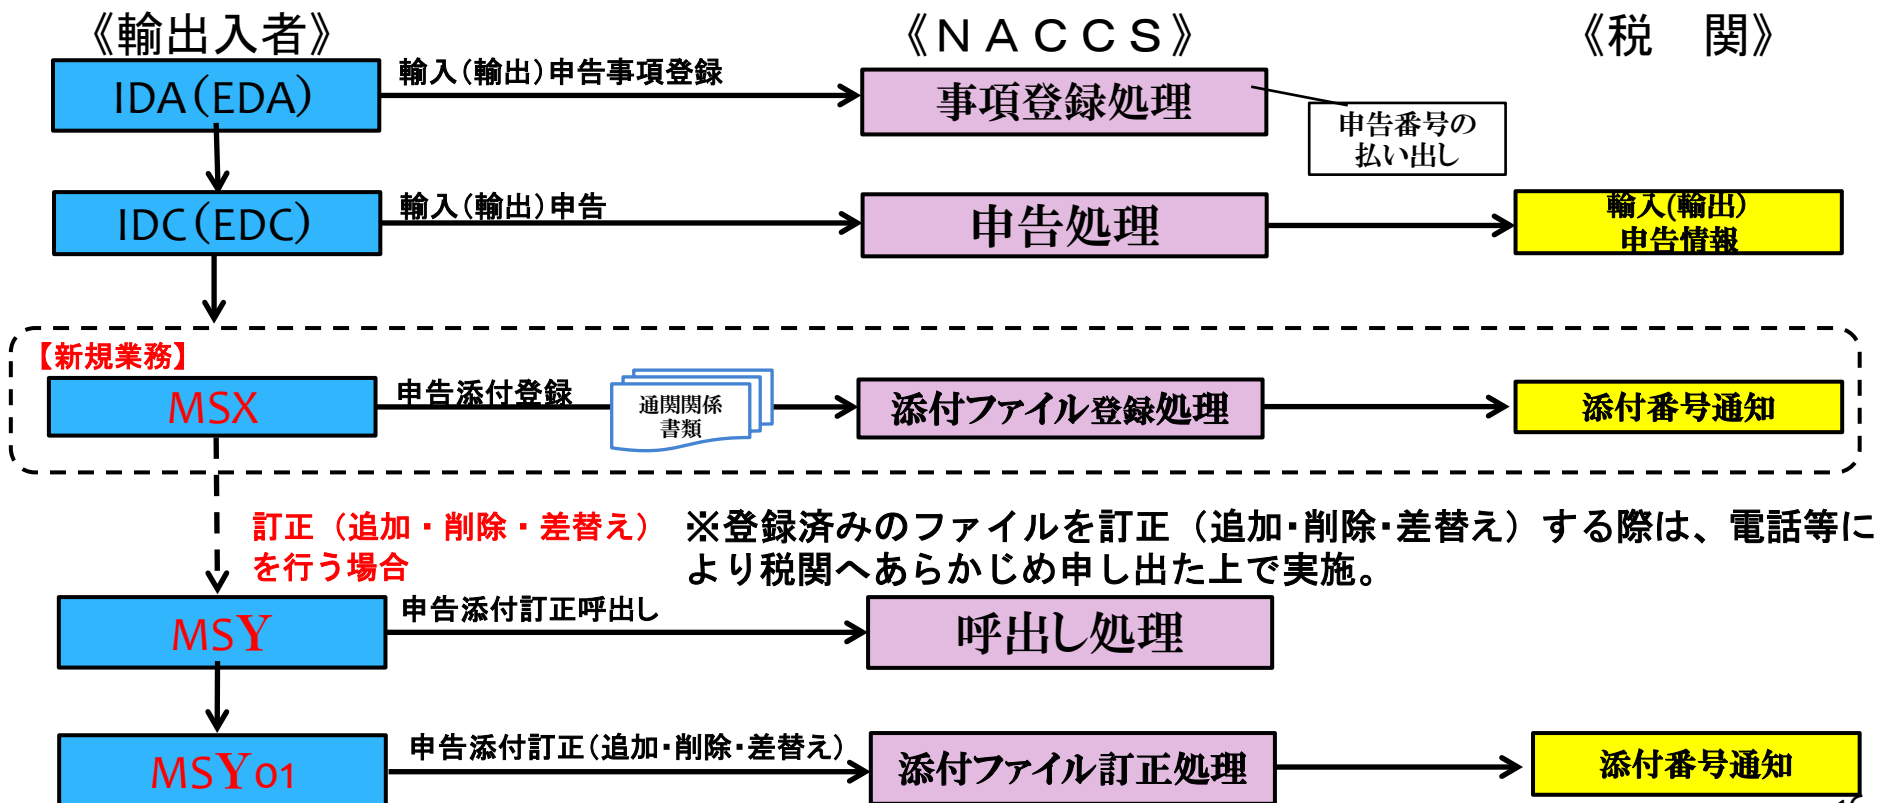 《輸出入者》
《ＮＡＣＣＳ》
《税　関》
IDA(EDA)
輸入(輸出)申告事項登録
事項登録処理
申告番号の
払い出し
IDC(EDC)
輸入(輸出)申告
申告処理
輸入(輸出)
申告情報
【新規業務】
MSX
申告添付登録
通関関係
書類
添付ファイル登録処理
添付番号通知
訂正（追加・削除・差替え）
を行う場合
※登録済みのファイルを訂正（追加・削除・差替え）する際は、電話等に
より税関へあらかじめ申し出た上で実施。
MSY
申告添付訂正呼出し
呼出し処理
MSY01
申告添付訂正(追加・削除・差替え)
添付ファイル訂正処理
添付番号通知